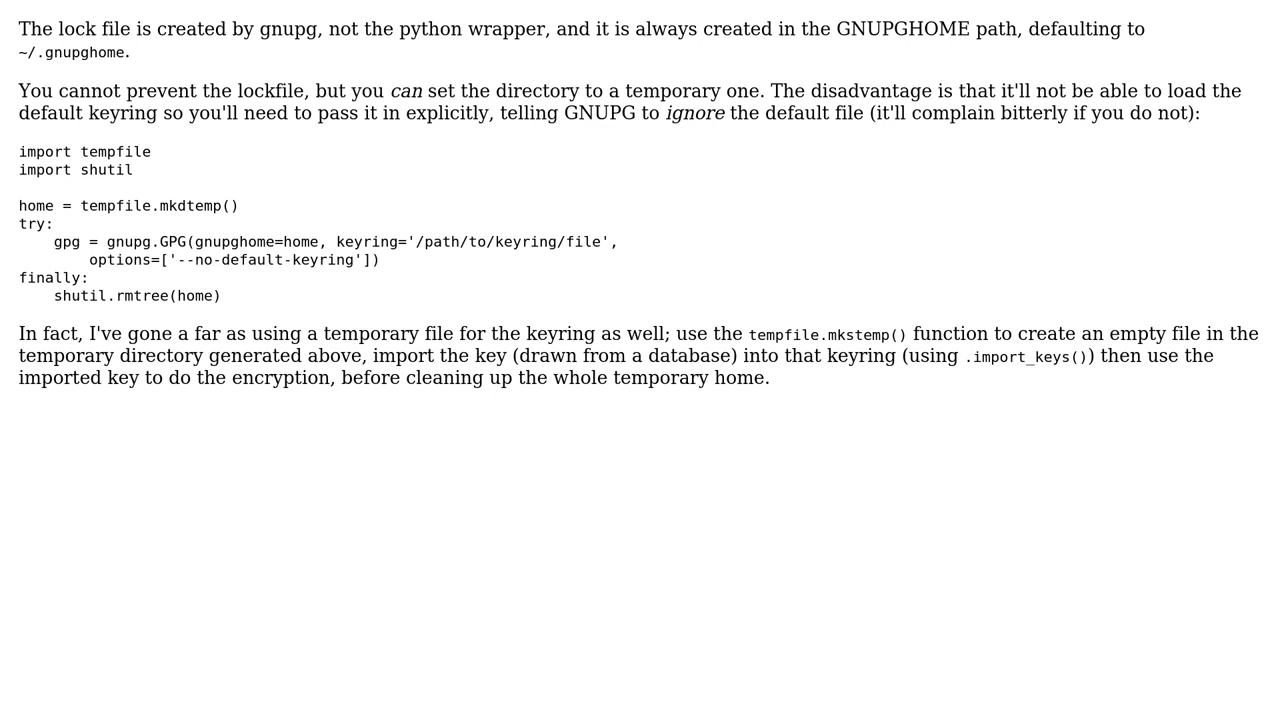 The lock file is created by gnupg, not the python wrapper, and it is always created in the GNUPGHOME path, defaulting to
~/.gnupghome.
You cannot prevent the lockfile, but you can set the directory to a temporary one. The disadvantage is that it'll not be able to load the
default keyring so you'll need to pass it in explicitly, telling GNUPG to ignore the default file (it'll complain bitterly if you do not):
import tempfile
import shutil
home = tempfile.mkdtemp()
try:
    gpg = gnupg.GPG(gnupghome=home, keyring='/path/to/keyring/file',
        options=['--no-default-keyring'])
finally:
    shutil.rmtree(home)
In fact, I've gone a far as using a temporary file for the keyring as well; use the tempfile.mkstemp() function to create an empty file in the
temporary directory generated above, import the key (drawn from a database) into that keyring (using .import_keys()) then use the
imported key to do the encryption, before cleaning up the whole temporary home.